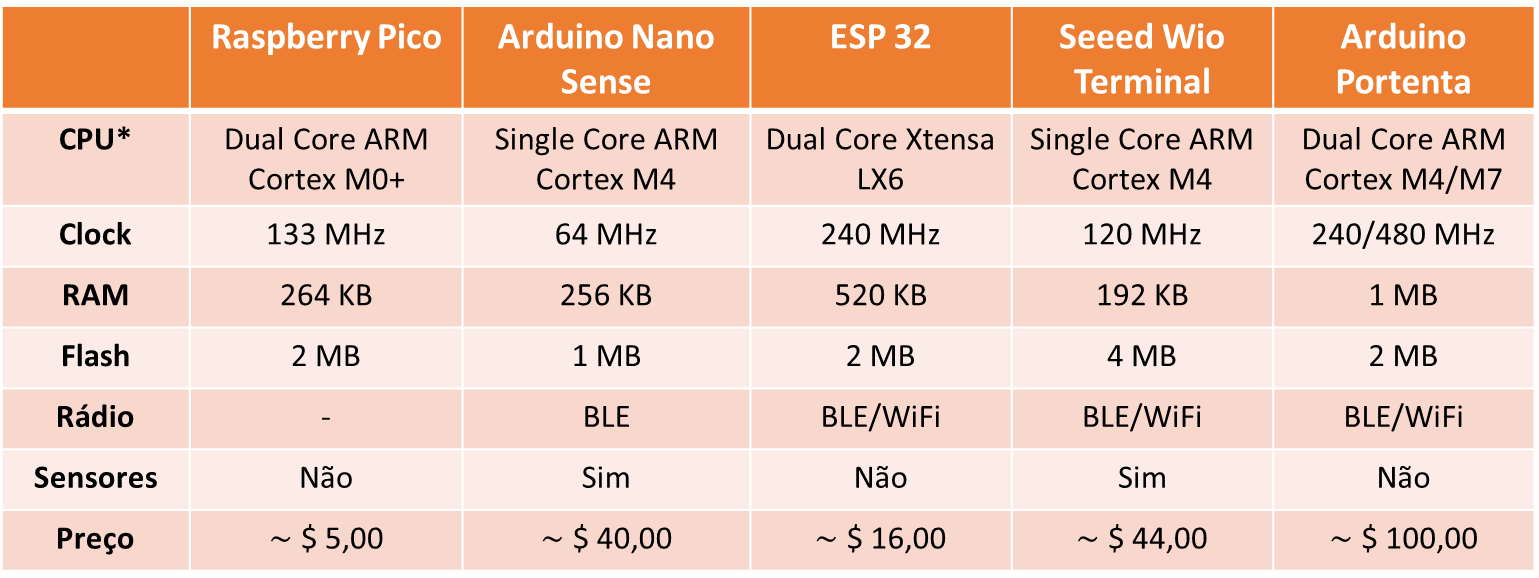 Raspberry Pico
Arduino Nano
Sense
ESP 32
Seeed Wio
Terminal
Arduino
Portenta
CPU*
Dual Core ARM
Cortex M0+
Single Core ARM
Cortex M4
Dual Core Xtensa
LX6
Single Core ARM
Cortex M4
Dual Core ARM
Cortex M4/M7
Clock
133 MHz
64 MHz
240 MHz
120 MHz
240/480 MHz
RAM
264 KB
256 KB
520 KB
192 KB
1 MB
Flash
2 MB
1 MB
2 MB
4 MB
2 MB
Rádio
-
BLE
BLE/WiFi
BLE/WiFi
BLE/WiFi
Sensores
Não
Sim
Não
Sim
Não
Preço
~ $ 5,00
~ $ 40,00
~ $ 16,00
~ $ 44,00
~ $ 100,00